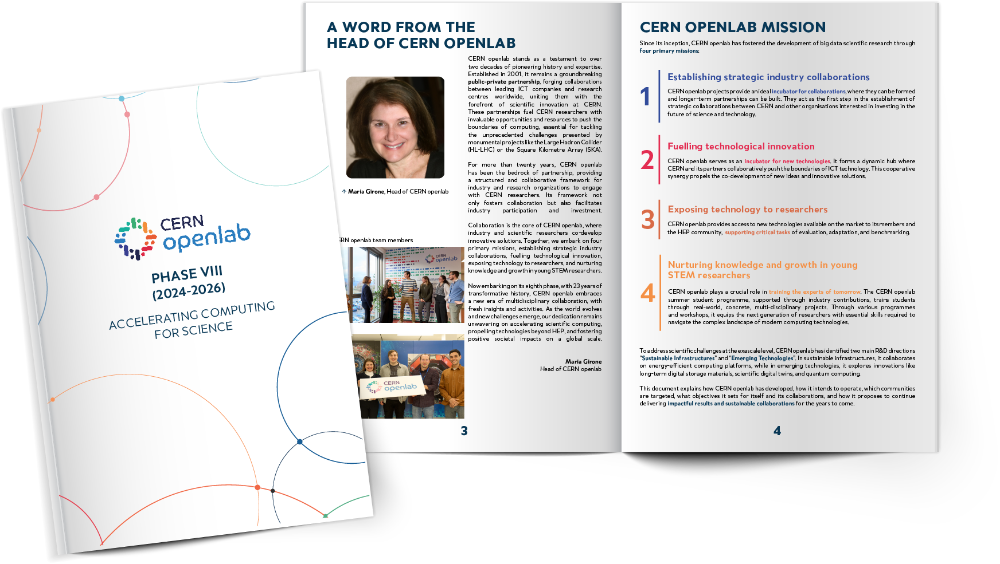 CERN
openlab
PHASE VIII
(2024-2026)
ACCELERATING COMPUTING
FOR SCIENCE
A WORD FROM THE
HEAD OF CERN OPENLAB
↑ Maria Girone, Head of CERN openlab
ERN openlab team members
CERN
openlab
CERN
openlab
CERN openlab stands as a testament to over
two decades of pioneering history and expertise.
Established in 2001, it remains a groundbreaking
public-private partnership, forging collaborations
between leading ICT companies and research
centres worldwide, uniting them with the
forefront of scientific innovation at CERN.
These partnerships fuel CERN researchers with
invaluable opportunities and resources to push the
boundaries of computing, essential for tackling
the unprecedented challenges presented by
monumental projects like the Large Hadron Collider
(HL-LHC) or the Square Kilometre Array (SKA).
For more than twenty years, CERN openlab
has been the bedrock of partnership, providing
a structured and collaborative framework for
industry and research organizations to engage
with CERN researchers. Its framework not
only fosters collaboration but also facilitates
industry participation and investment.
Collaboration is the core of CERN openlab, where
industry and scientific researchers co-develop
innovative solutions. Together, we embark on four
primary missions, establishing strategic industry
collaborations, fuelling technological innovation,
exposing technology to researchers, and nurturing
knowledge and growth in young STEM researchers.
Now embarking on its eighth phase, with 23 years of
transformative history, CERN openlab embraces
a new era of multidisciplinary collaboration, with
fresh insights and activities. As the world evolves
and new challenges emerge, our dedication remains
unwavering on accelerating scientific computing,
propelling technologies beyond HEP, and fostering
positive societal impacts on a global scale.
Maria Girone
Head of CERN openlab
3
CERN OPENLAB MISSION
Since its inception, CERN openlab has fostered the development of big data scientific research through
four primary missions:
1
Establishing strategic industry collaborations
CERN openlab projects provide an ideal incubator for collaborations, where they can be formed
and longer-term partnerships can be built. They act as the first step in the establishment of
strategic collaborations between CERN and other organisations interested in investing in the
future of science and technology.
2
Fuelling technological innovation
CERN openlab serves as an incubator for new technologies. It forms a dynamic hub where
CERN and its partners collaboratively push the boundaries of ICT technology. This cooperative
synergy propels the co-development of new ideas and innovative solutions.
3
Exposing technology to researchers
CERN openlab provides access to new technologies available on the market to its members and
the HEP community, supporting critical tasks of evaluation, adaptation, and benchmarking.
4
Nurturing knowledge and growth in young
STEM researchers
CERN openlab plays a crucial role in training the experts of tomorrow. The CERN openlab
summer student programme, supported through industry contributions, trains students
through real-world, concrete, multi-disciplinary projects. Through various programmes
and workshops, it equips the next generation of researchers with essential skills required to
navigate the complex landscape of modern computing technologies.
To address scientific challenges at the exascale level, CERN openlab has identified two main R&D directions
"Sustainable Infrastructures" and "Emerging Technologies". In sustainable infrastructures, it collaborates
on energy-efficient computing platforms, while in emerging technologies, it explores innovations like
long-term digital storage materials, scientific digital twins, and quantum computing.
This document explains how CERN openlab has developed, how it intends to operate, which communities
are targeted, what objectives it sets for itself and its collaborations, and how it proposes to continue
delivering impactful results and sustainable collaborations for the years to come.
4